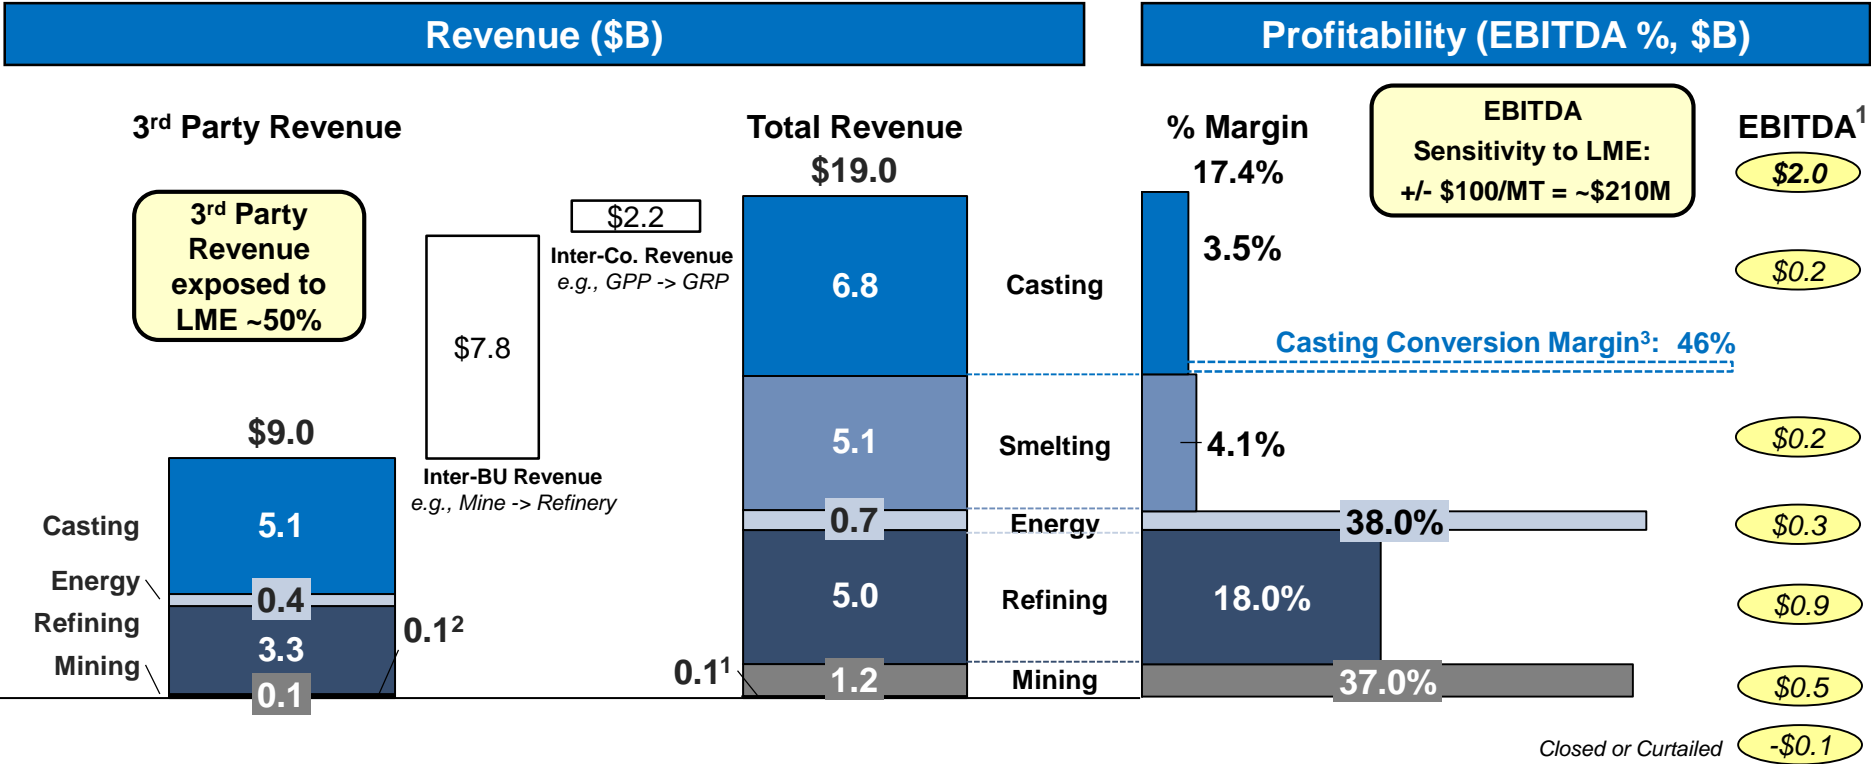 Revenue ($B)
Profitability (EBITDA %, $B)
3rd Party Revenue
3rd Party
Revenue
exposed to
LME ~50%
$9.0
Casting
5.1
Energy
0.4
Refining
3.3
Mining
0.1
0.1²
$7.8
Inter-BU Revenue
e.g., Mine -> Refinery
$2.2
Inter-Co. Revenue
e.g., GPP -> GRP
Total Revenue
$19.0
6.8
5.1
0.7
5.0
1.2
0.1¹
Casting
Smelting
Energy
Refining
Mining
% Margin
17.4%
3.5%
Casting Conversion Margin³: 46%
4.1%
38.0%
18.0%
37.0%
EBITDA
Sensitivity to LME:
+/- $100/MT = ~$210M
EBITDA¹
$2.0
$0.2
$0.2
$0.3
$0.9
$0.5
Closed or Curtailed -$0.1